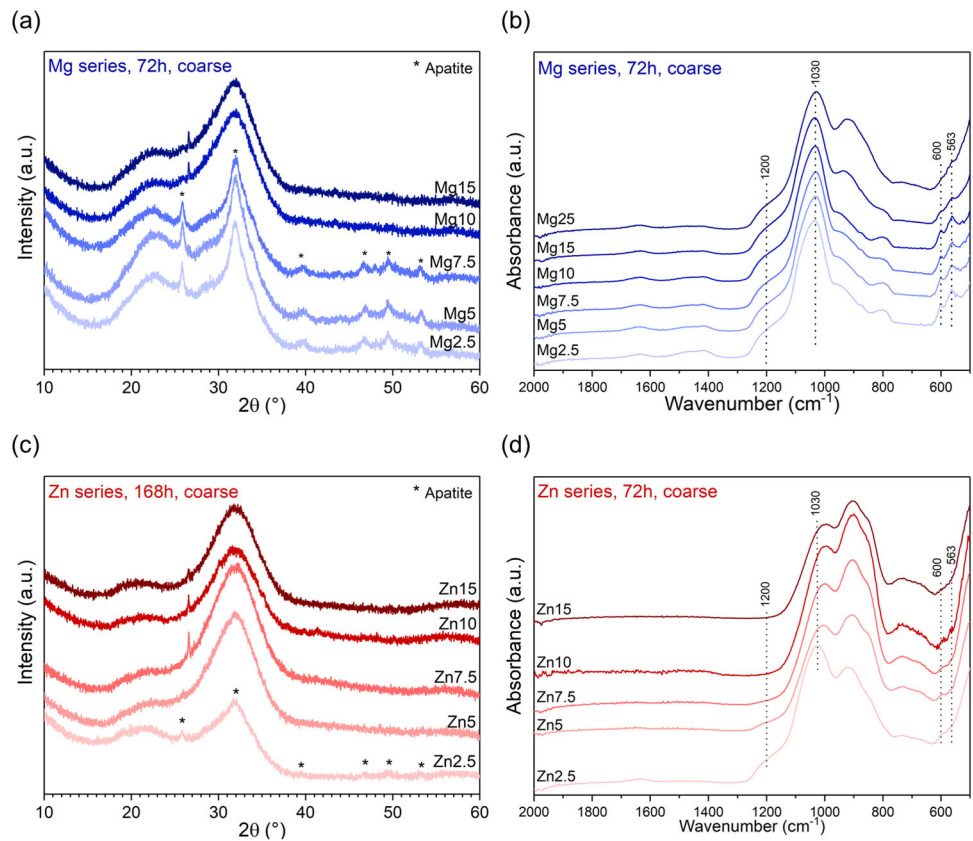 (a)
Mg series, 72h, coarse
* Apatite
*
*
*
*
*
*
Mg15
Mg10
Mg7.5
Mg5
Mg2.5
Intensity (a.u.)
10 20 30 40 50 60
2θ (°)
(b)
Mg series, 72h, coarse
1030
1200
600
563
Mg25
Mg15
Mg10
Mg7.5
Mg5
Mg2.5
Absorbance (a.u.)
2000 1800 1600 1400 1200 1000 800 600
Wavenumber (cm⁻¹)
(c)
Zn series, 168h, coarse
* Apatite
*
*
*
*
*
*
Zn15
Zn10
Zn7.5
Zn5
Zn2.5
Intensity (a.u.)
10 20 30 40 50 60
2θ (°)
(d)
Zn series, 72h, coarse
1030
1200
600
563
Zn15
Zn10
Zn7.5
Zn5
Zn2.5
Absorbance (a.u.)
2000 1800 1600 1400 1200 1000 800 600
Wavenumber (cm⁻¹)